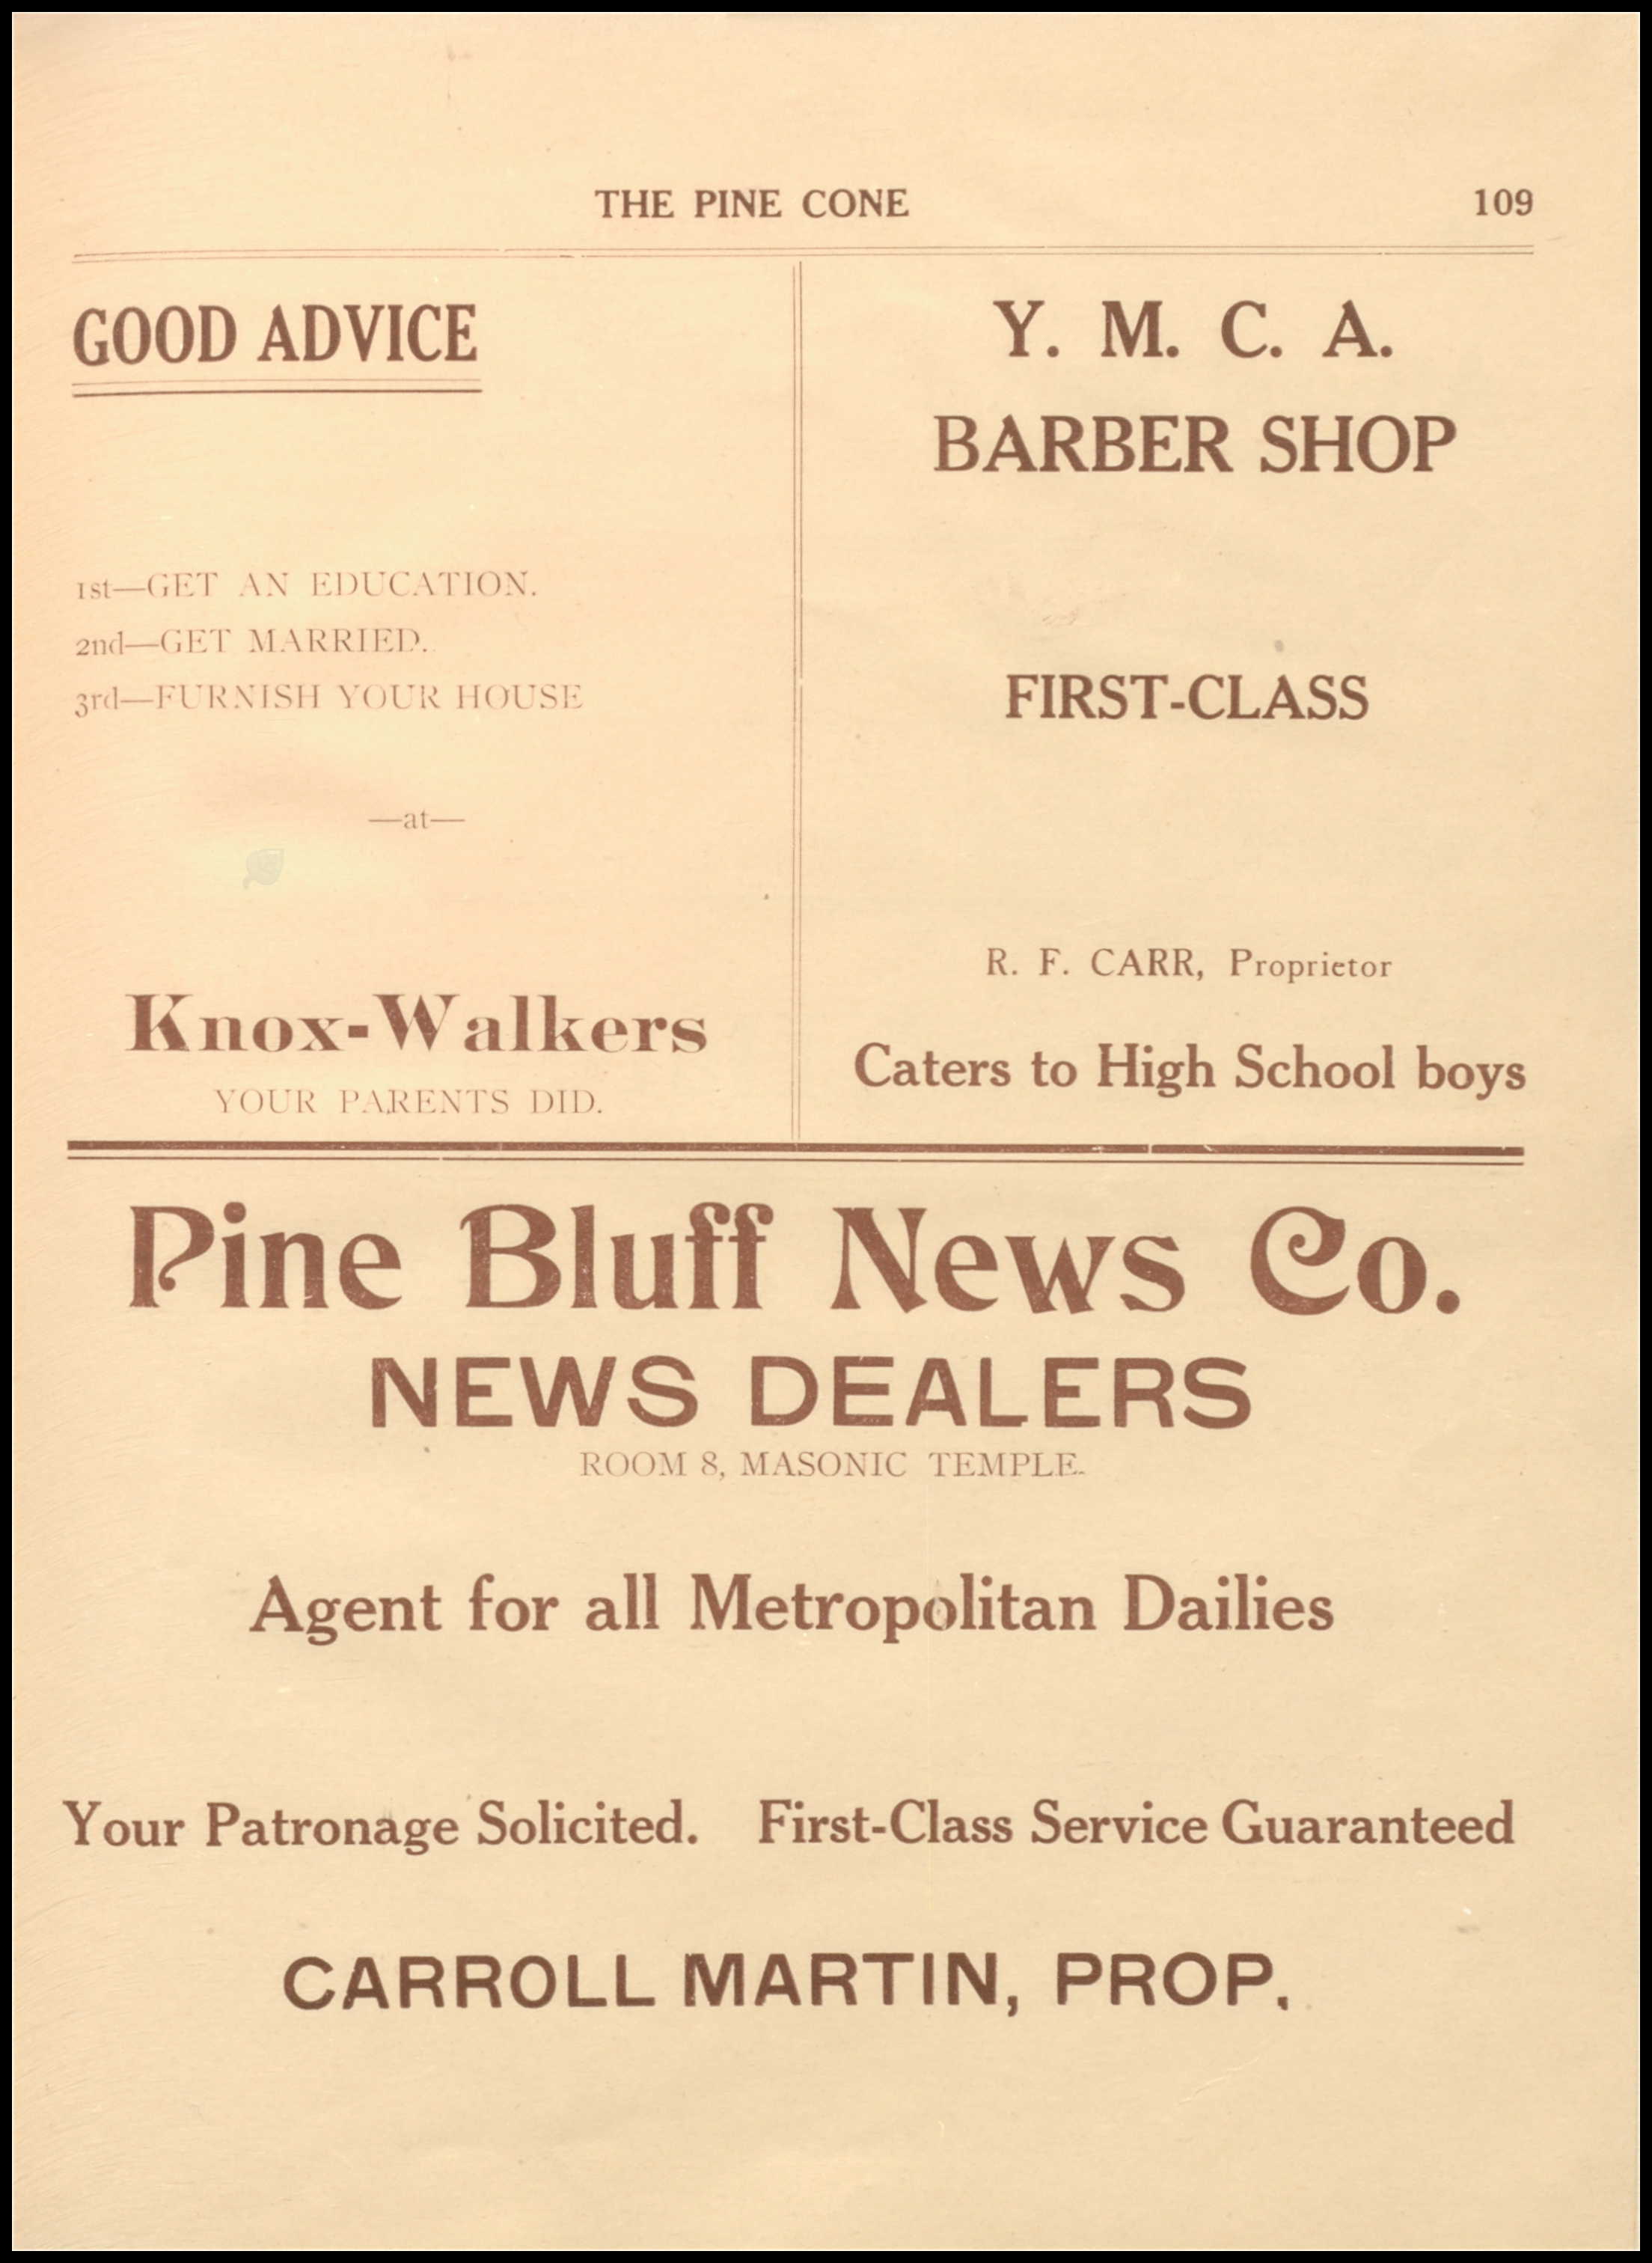 THE PINE CONE 109
GOOD ADVICE
1st—GET AN EDUCATION.
2nd—GET MARRIED.
3rd—FURNISH YOUR HOUSE
—at—
Knox-Walkers
YOUR PARENTS DID.
Y. M. C. A.
BARBER SHOP
FIRST-CLASS
R. F. CARR, Proprietor
Caters to High School boys
Pine Bluff News Co.
NEWS DEALERS
ROOM 8, MASONIC TEMPLE.
Agent for all Metropolitan Dailies
Your Patronage Solicited. First-Class Service Guaranteed
CARROLL MARTIN, PROP.